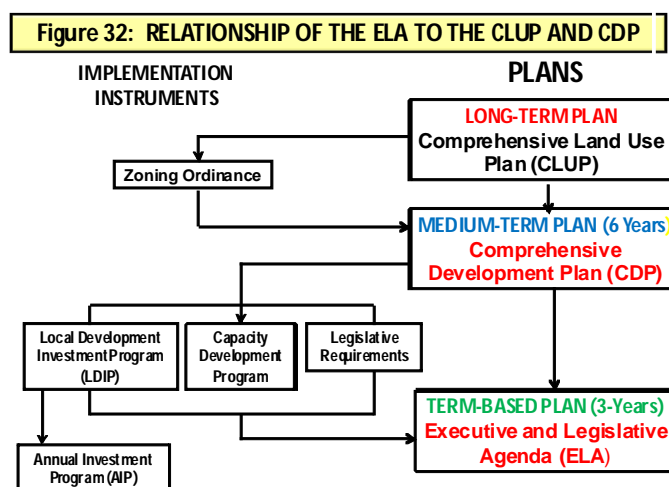 Figure 32: RELATIONSHIP OF THE ELA TO THE CLUP AND CDP
IMPLEMENTATION
INSTRUMENTS
PLANS
LONG-TERM PLAN
Comprehensive Land Use
Plan (CLUP)
Zoning Ordinance
MEDIUM-TERM PLAN (6 Years)
Comprehensive
Development Plan (CDP)
Local Development
Investment Program
(LDIP)
Capacity
Development
Program
Legislative
Requirements
TERM-BASED PLAN (3-Years)
Executive and Legislative
Agenda (ELA)
Annual Investment
Program (AIP)